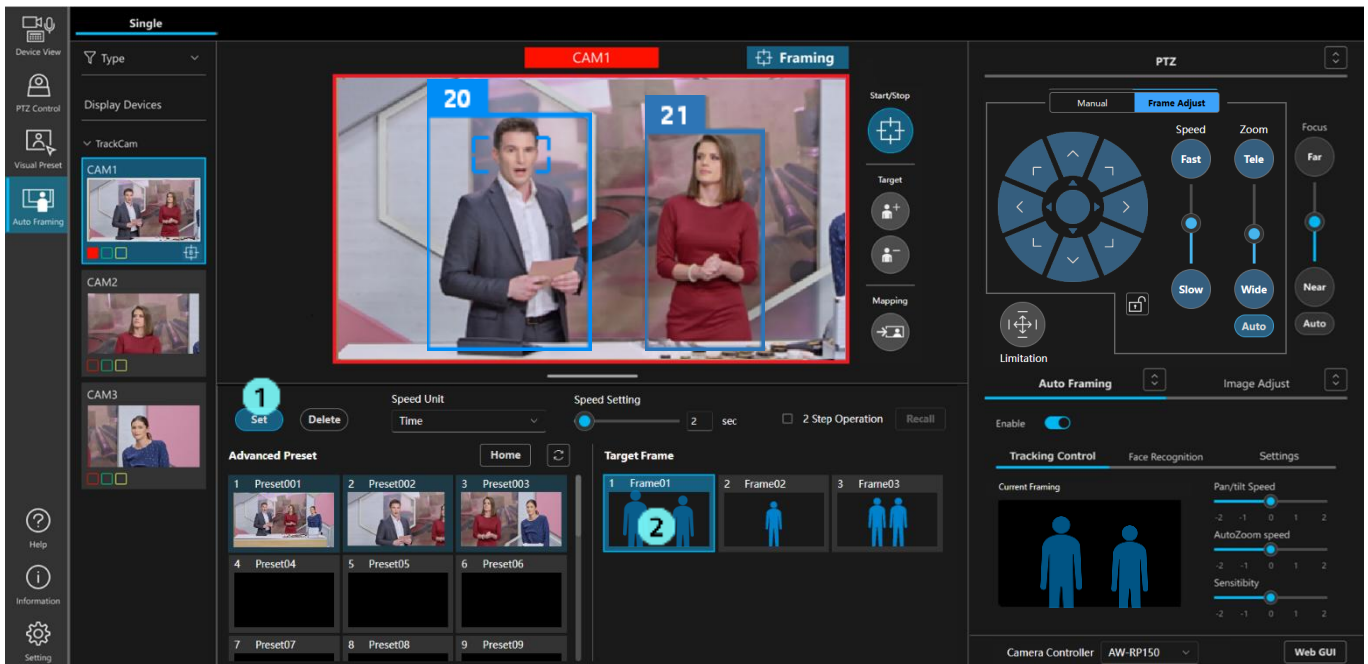 Device View
PTZ Control
Visual Preset
Auto Framing
Help
Information
Setting
Single
Type
Display Devices
TrackCam
CAM1
CAM2
CAM3
CAM1
Framing
20
21
Start/Stop
Target
Mapping
1
Set
Delete
Speed Unit
Time
Speed Setting
2 sec
2 Step Operation
Recall
Advanced Preset
Home
1 Preset001
2 Preset002
3 Preset003
4 Preset04
5 Preset05
6 Preset06
7 Preset07
8 Preset08
9 Preset09
Target Frame
1 Frame01
2 Frame02
3 Frame03
2
PTZ
Manual
Frame Adjust
Speed
Zoom
Focus
Fast
Tele
Far
Slow
Wide
Near
Auto
Auto
Limitation
Auto Framing
Image Adjust
Enable
Tracking Control
Face Recognition
Settings
Current Framing
Pan/tilt Speed
-2 -1 0 1 2
AutoZoom speed
-2 -1 0 1 2
Sensitibity
-2 -1 0 1 2
Camera Controller
AW-RP150
Web GUI